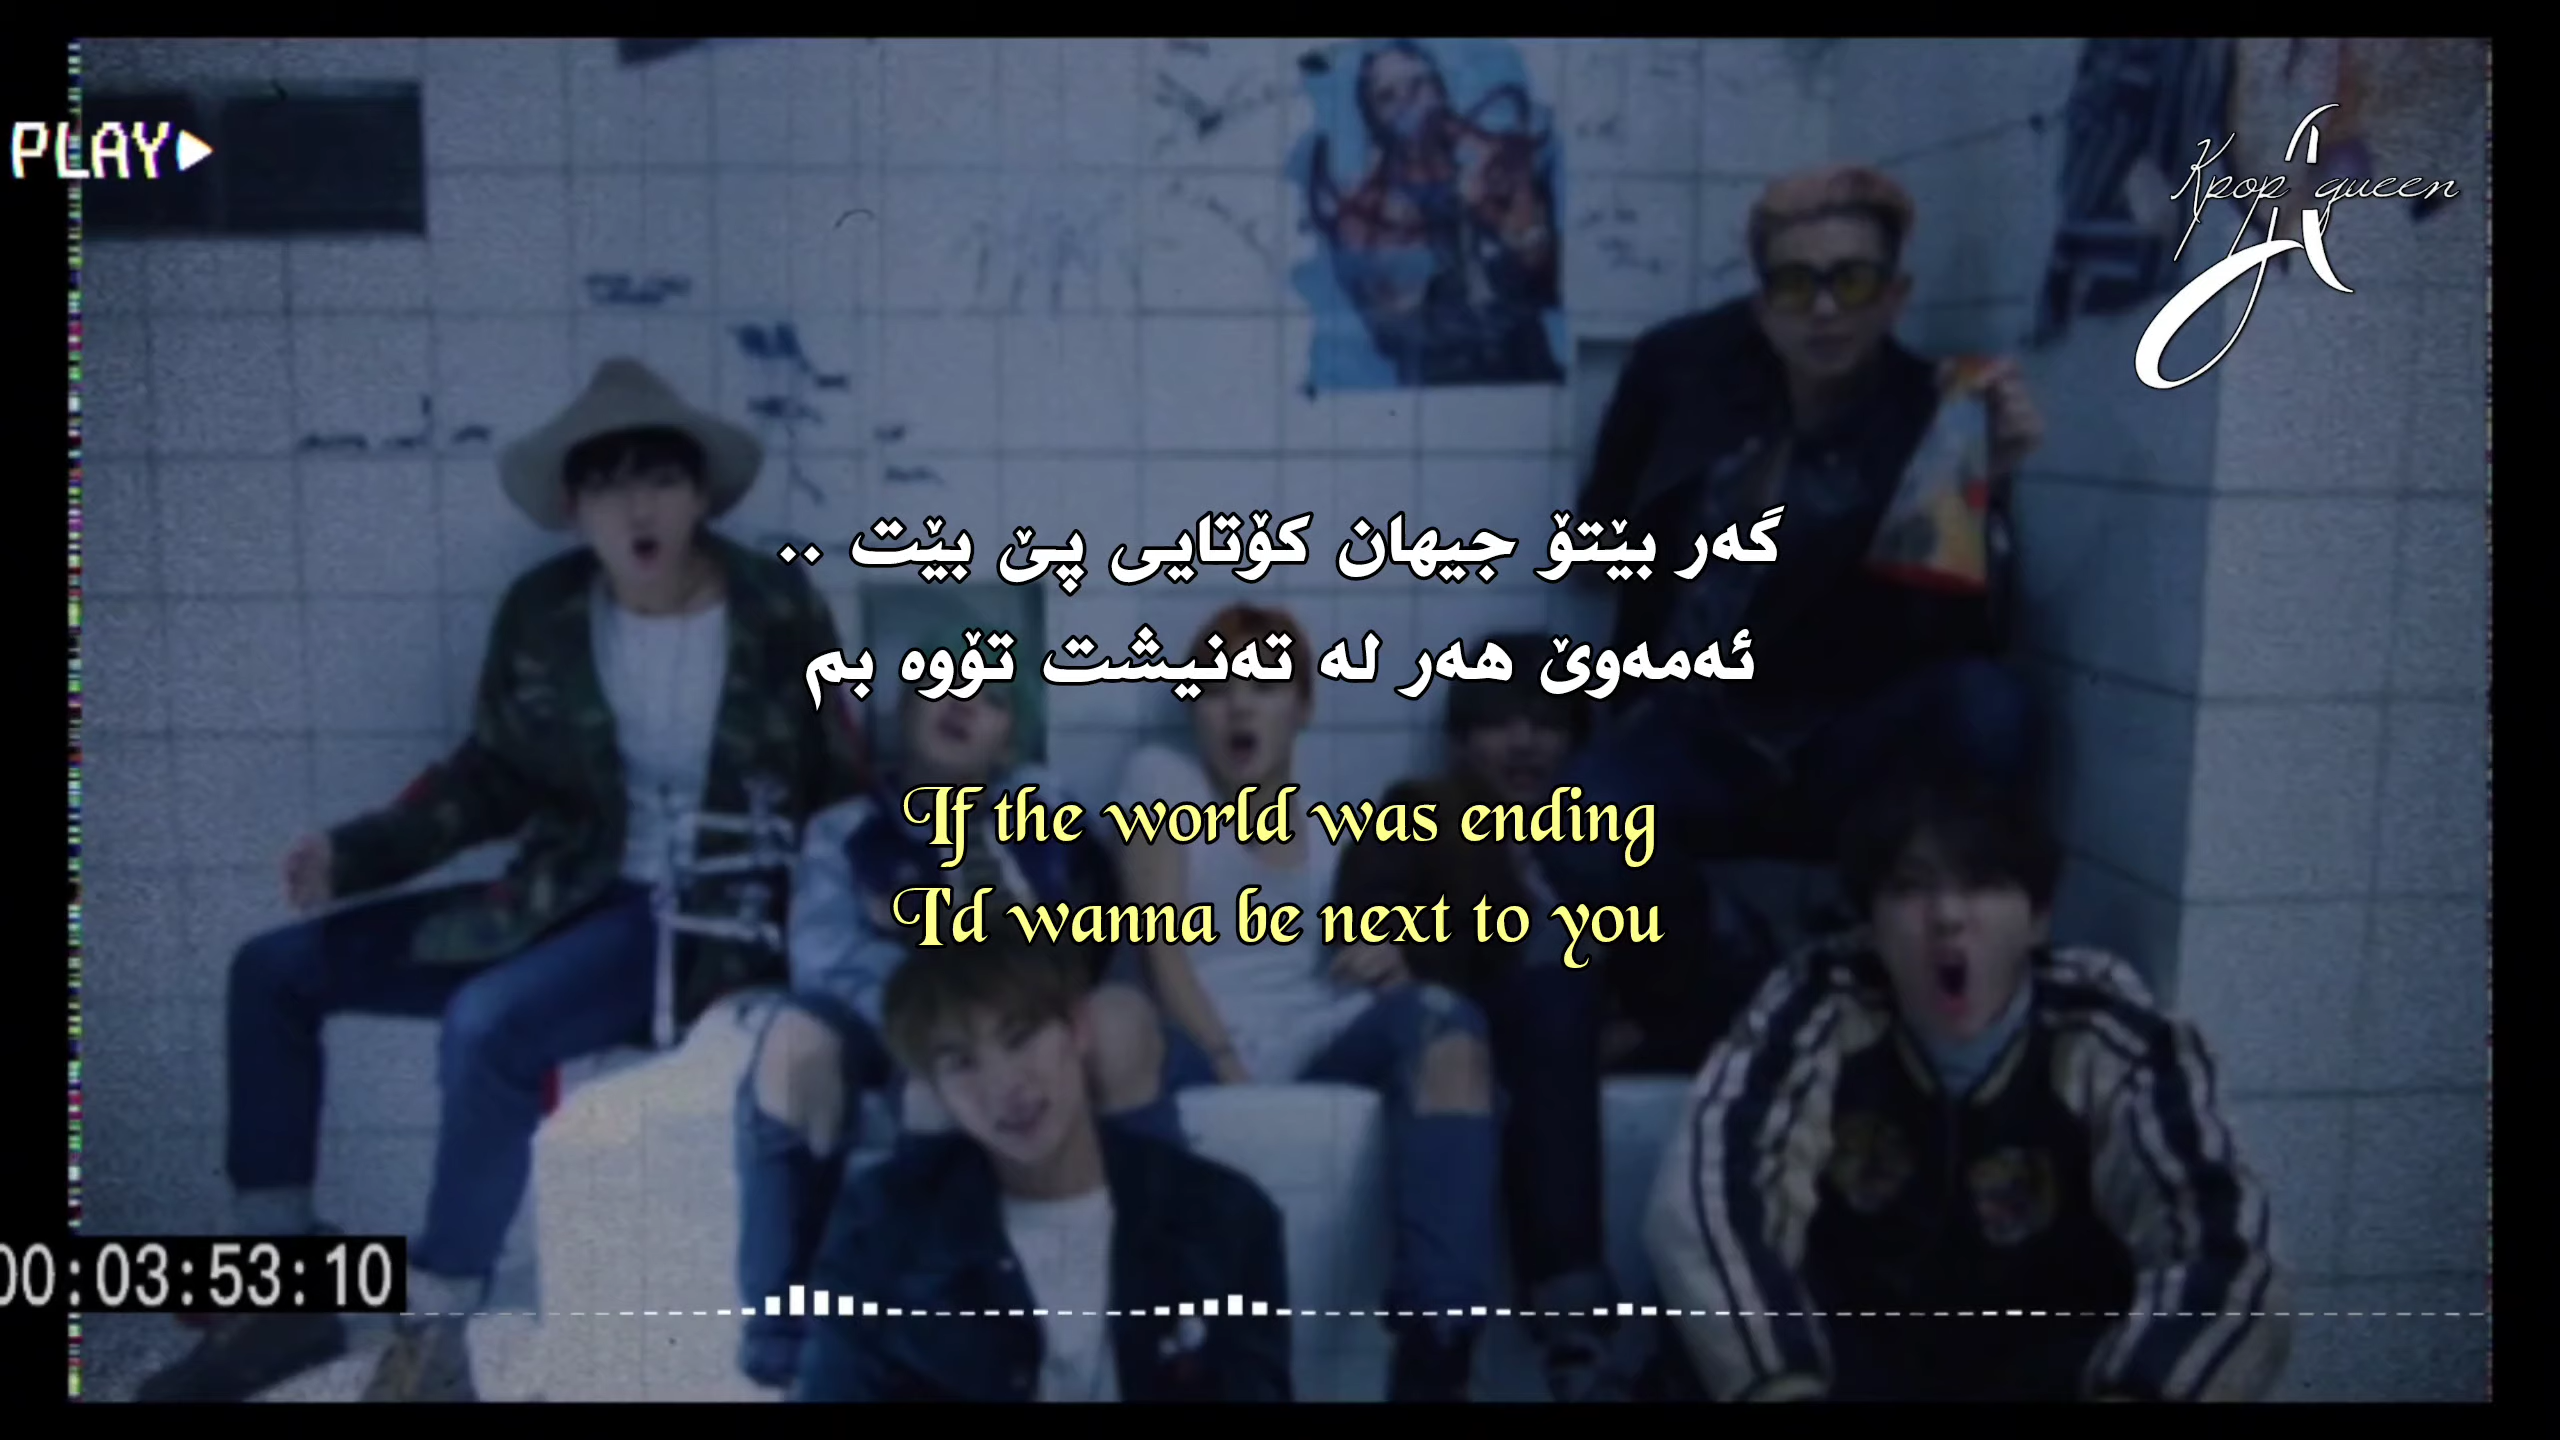 PLAY
Kpop queen
گەر بێتۆ جیهان کۆتایی پێ بێت ..
ئەمەوێ هەر لە تەنیشت تۆوە بم
If the world was ending
I'd wanna be next to you
00:03:53:10